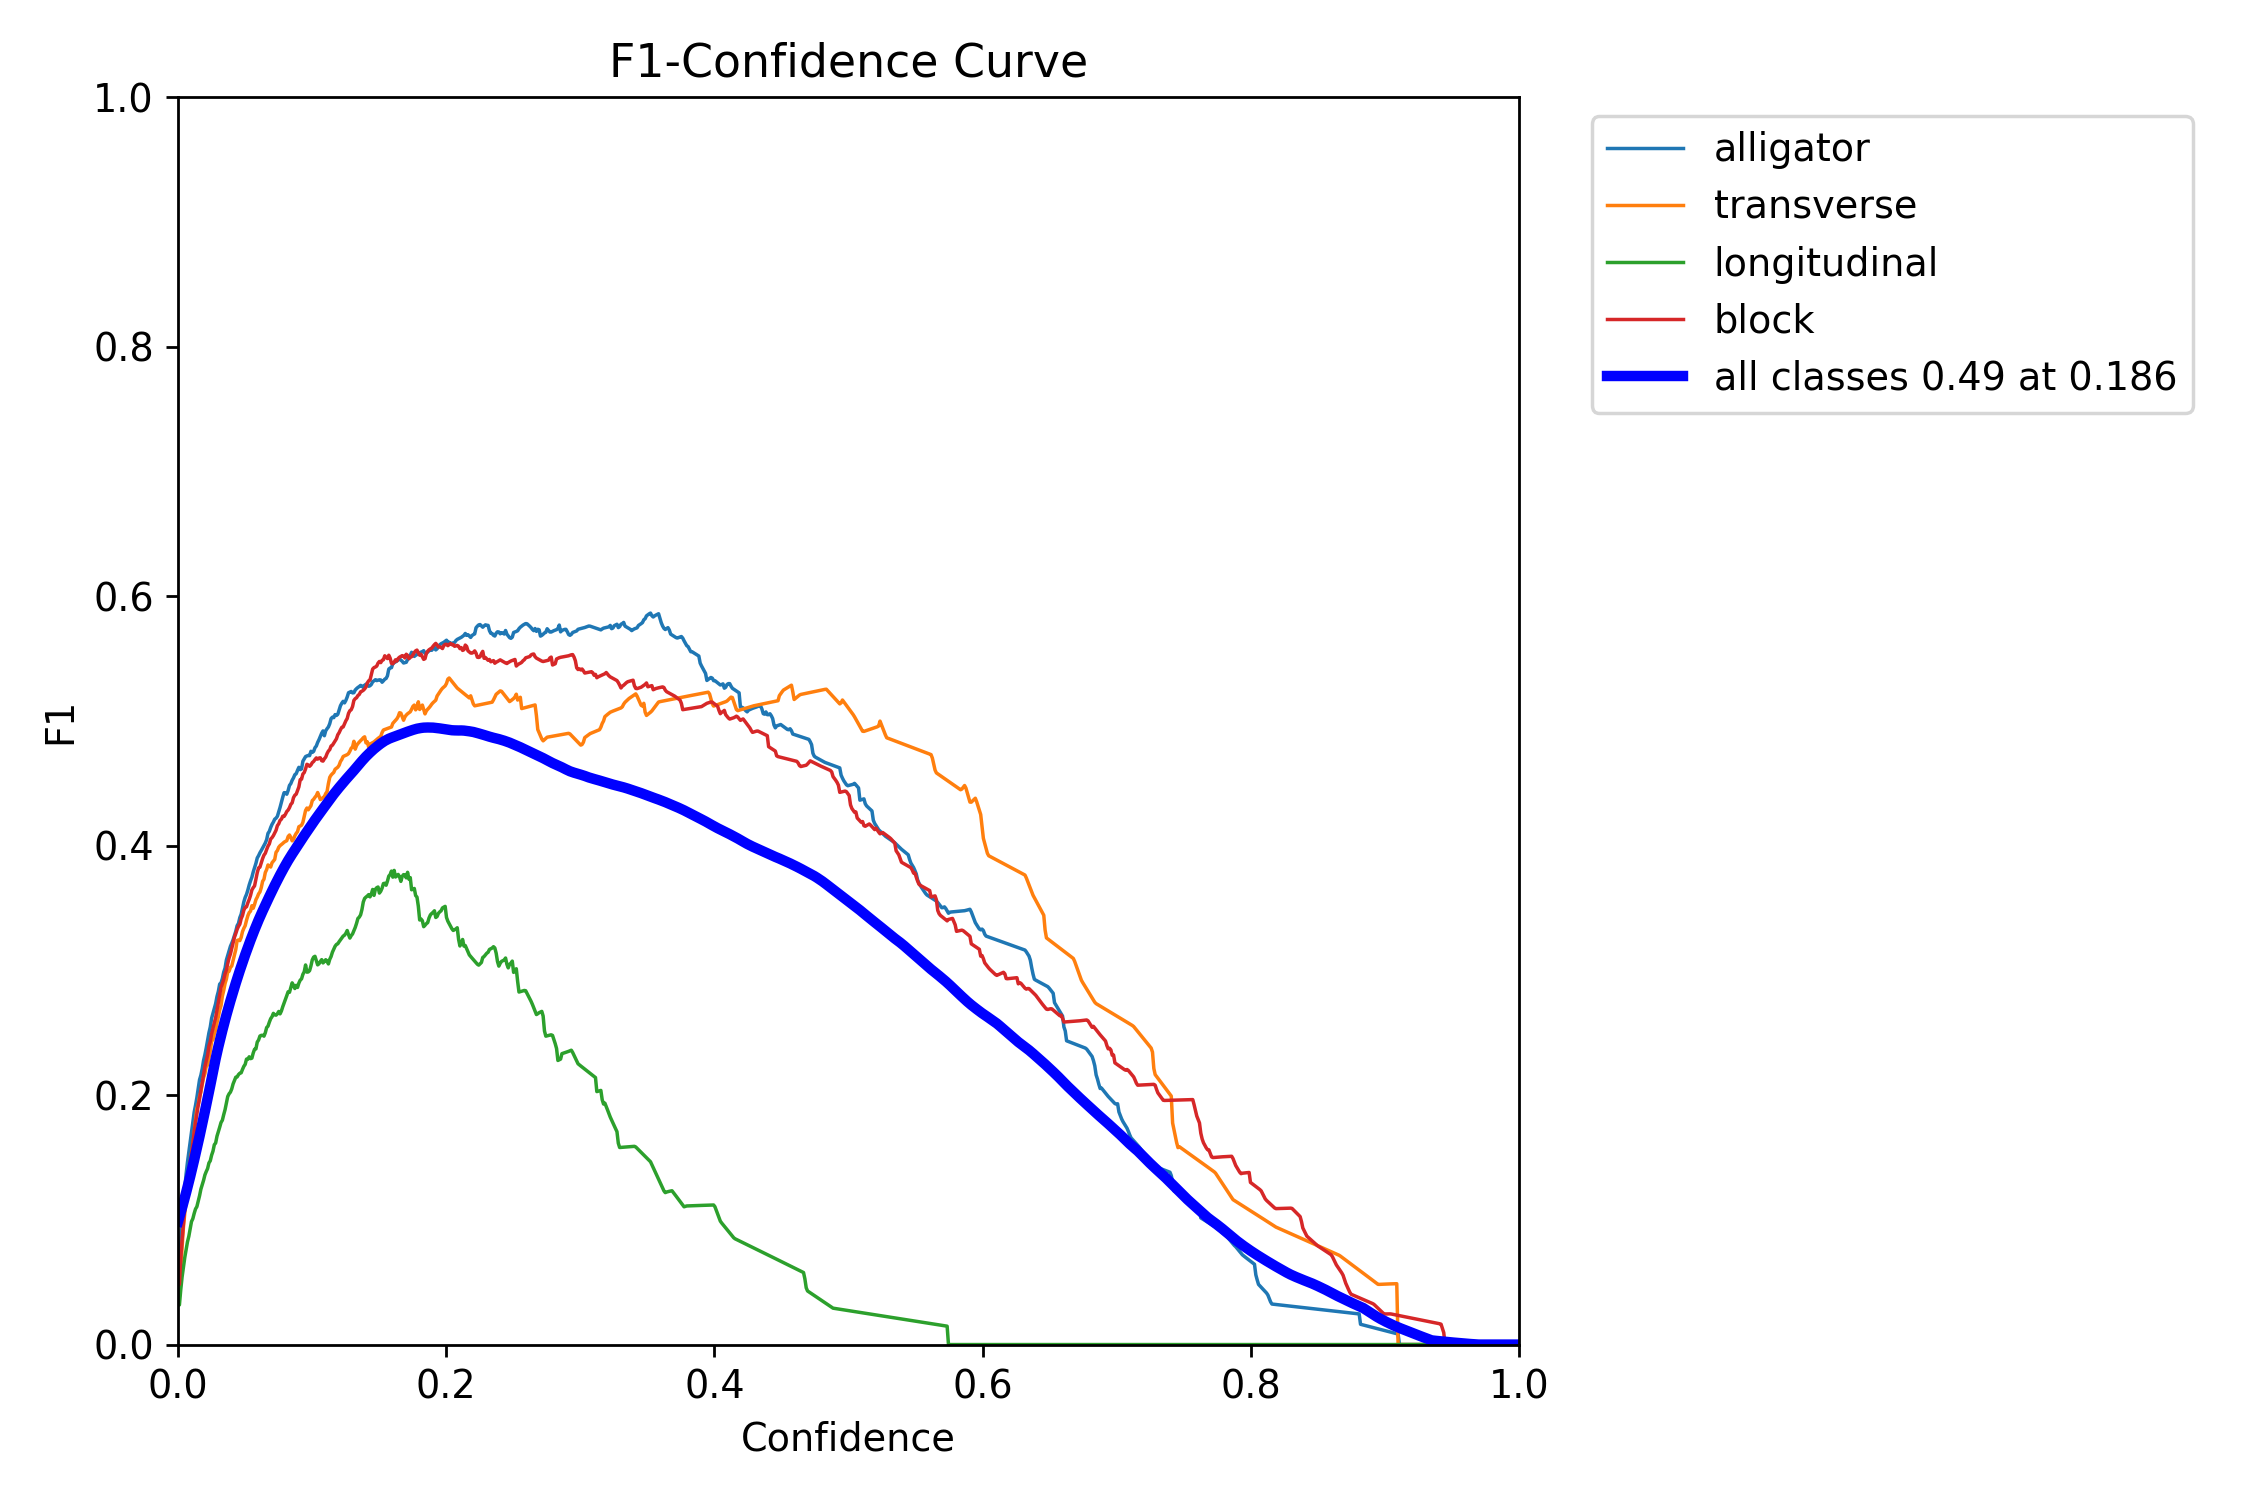 F1-Confidence Curve
1.0
0.8
0.6
0.4
0.2
0.0
F1
0.0 0.2 0.4 0.6 0.8 1.0
Confidence
alligator
transverse
longitudinal
block
all classes 0.49 at 0.186